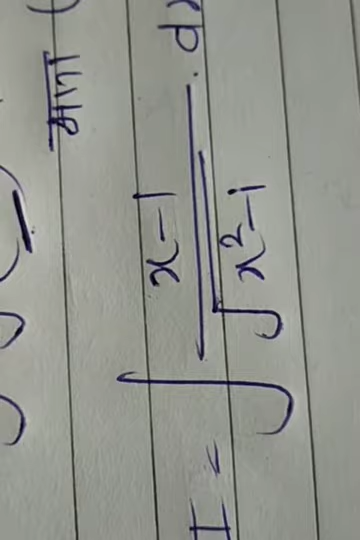 माना
I = ∫ x-1 / √x²-1 . dx